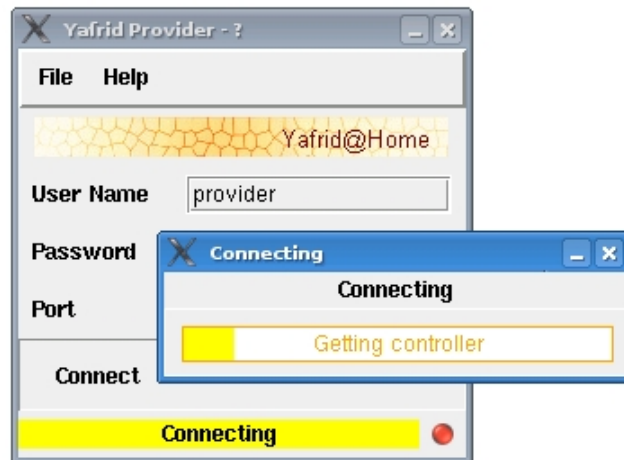 Yafrid Provider - ?
File Help
Yafrid@Home
User Name provider
Password
Connecting
Connecting
Port
Getting controller
Connect
Connecting